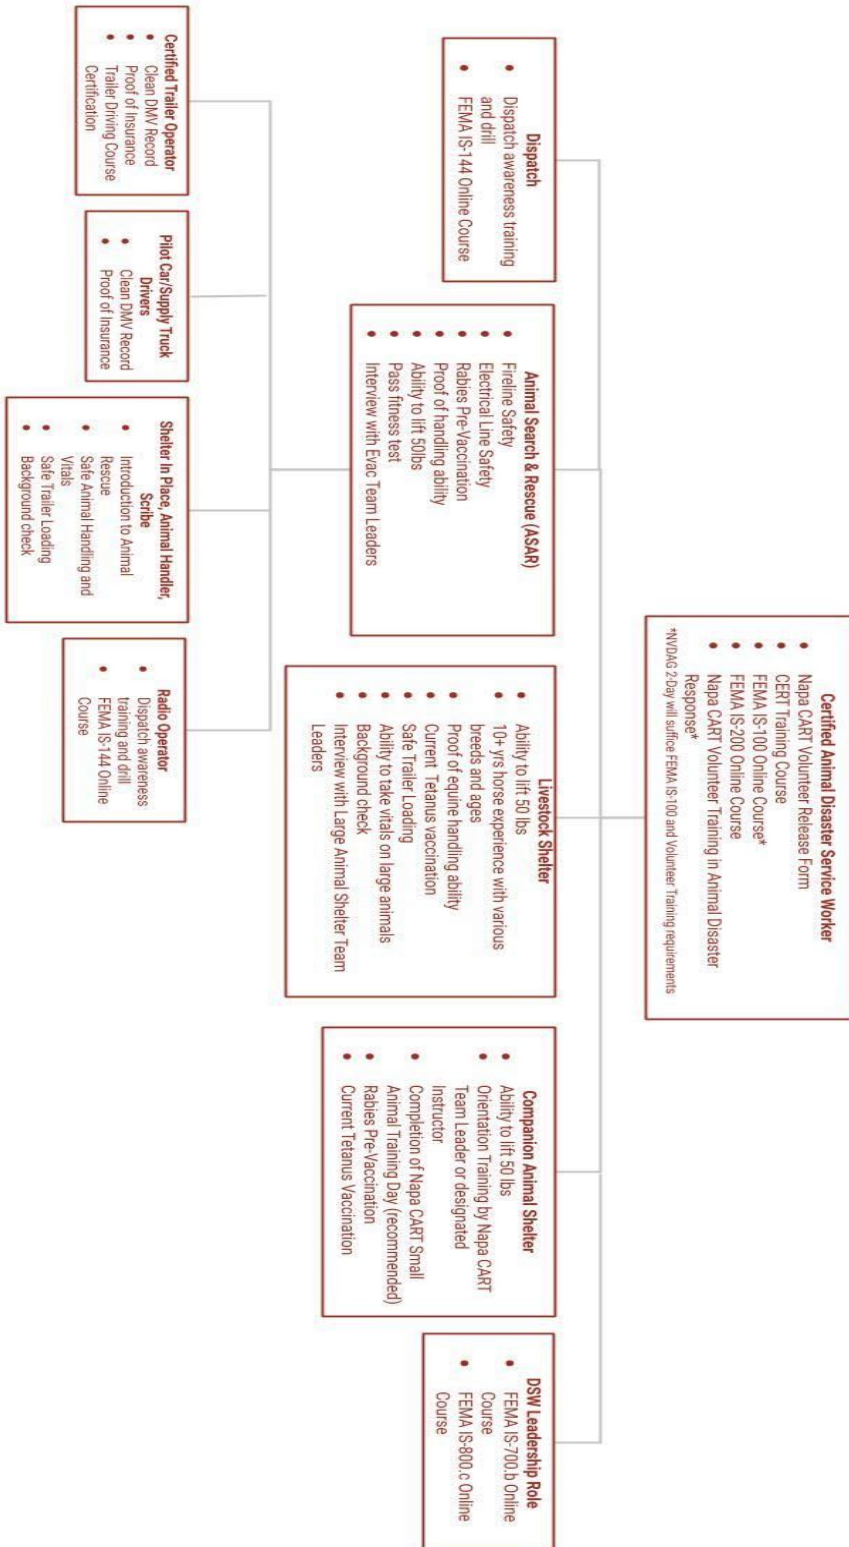 Certified Animal Disaster Service Worker
• Napa CART Volunteer Release Form
• CERT Training Course
• FEMA IS-100 Online Course*
• FEMA IS-200 Online Course
• Napa CART Volunteer Training in Animal Disaster
Response*
*NVDAG 2-Day will suffice FEMA IS-100 and Volunteer Training requirements
Dispatch
• Dispatch awareness training
and drill
• FEMA IS-144 Online Course
Animal Search & Rescue (ASAR)
• Fireline Safety
• Electrical Line Safety
• Rabies Pre-Vaccination
• Proof of handling ability
• Ability to lift 50lbs
• Pass fitness test
• Interview with Evac Team Leaders
Livestock Shelter
• Ability to lift 50 lbs
• 10+ yrs horse experience with various
breeds and ages
• Proof of equine handling ability
• Current Tetanus vaccination
• Safe Trailer Loading
• Ability to take vitals on large animals
• Background check
• Interview with Large Animal Shelter Team
Leaders
Companion Animal Shelter
• Ability to lift 50 lbs
• Orientation Training by Napa CART
Team Leader or designated
Instructor
• Completion of Napa CART Small
Animal Training Day (recommended)
• Rabies Pre-Vaccination
• Current Tetanus Vaccination
DSW Leadership Role
• FEMA IS-700.b Online
Course
• FEMA IS-800.c Online
Course
Certified Trailer Operator
• Clean DMV Record
• Proof of Insurance
• Trailer Driving Course
Certification
Pilot Car/Supply Truck
Drivers
• Clean DMV Record
• Proof of Insurance
Shelter In Place, Animal Handler,
Scribe
• Introduction to Animal
Rescue
• Safe Animal Handling and
Vitals
• Safe Trailer Loading
• Background check
Radio Operator
• Dispatch awareness
training and drill
• FEMA IS-144 Online
Course